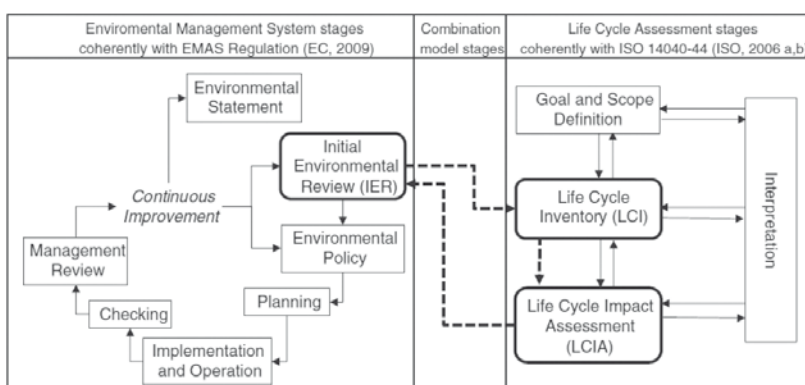 Enviromental Management System stages
coherently with EMAS Regulation (EC, 2009)
Combination
model stages
Life Cycle Assessment stages
coherently with ISO 14040-44 (ISO, 2006 a,b)
Environmental
Statement
Initial
Environmental
Review (IER)
Continuous
Improvement
Environmental
Policy
Management
Review
Planning
Checking
Implementation
and Operation
Goal and Scope
Definition
Life Cycle
Inventory (LCI)
Life Cycle Impact
Assessment
(LCIA)
Interpretation